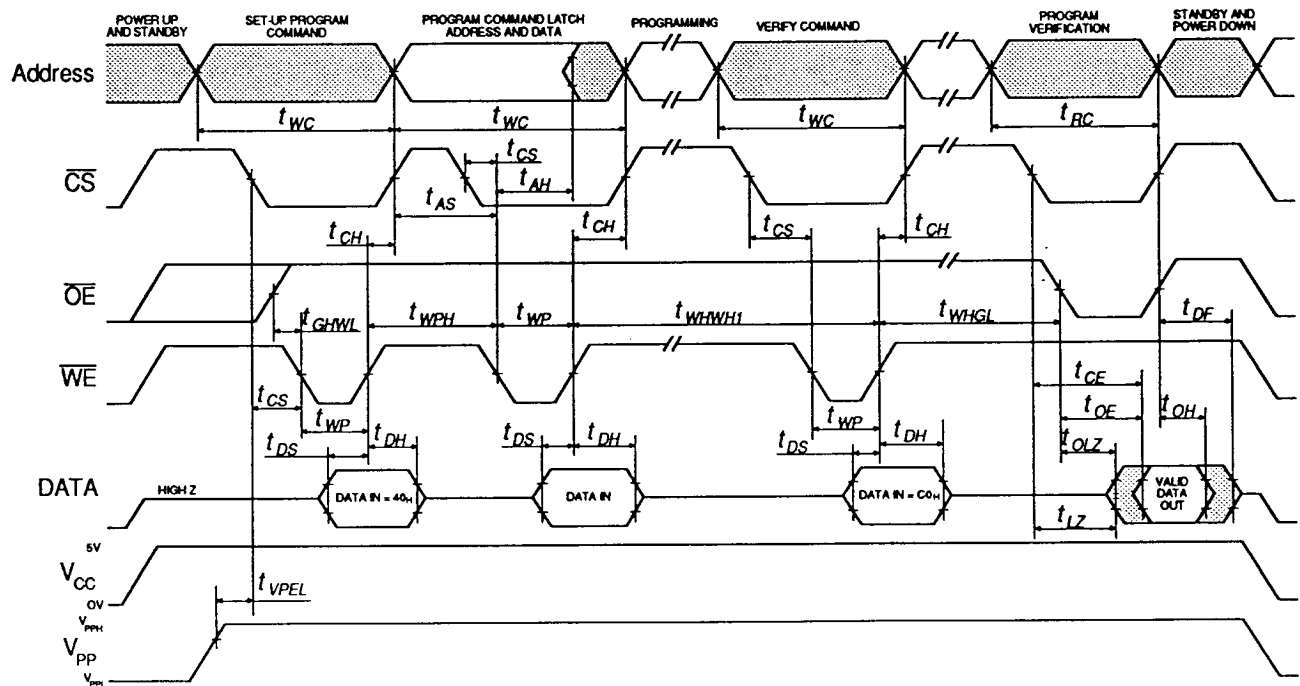 POWER UP AND STANDBY
SET-UP PROGRAM COMMAND
PROGRAM COMMAND LATCH ADDRESS AND DATA
PROGRAMMING
VERIFY COMMAND
PROGRAM VERIFICATION
STANDBY AND POWER DOWN
Address
tWC
tWC
tWC
tRC
CS
tCS
tAH
tAS
tCH
tCH
tCS
tCH
OE
tGHWL
tWPH
tWP
tWHWH1
tWHGL
tDF
WE
tCS
tWP
tWP
tCE
tOE
tOH
tDS
tDH
tDS
tDH
tDS
tDH
tOLZ
DATA
HIGH Z
DATA IN = 40H
DATA IN
DATA IN = C0H
VALID DATA OUT
tLZ
VCC
5V
0V
tVPEL
VPP
VPPH
VPPL